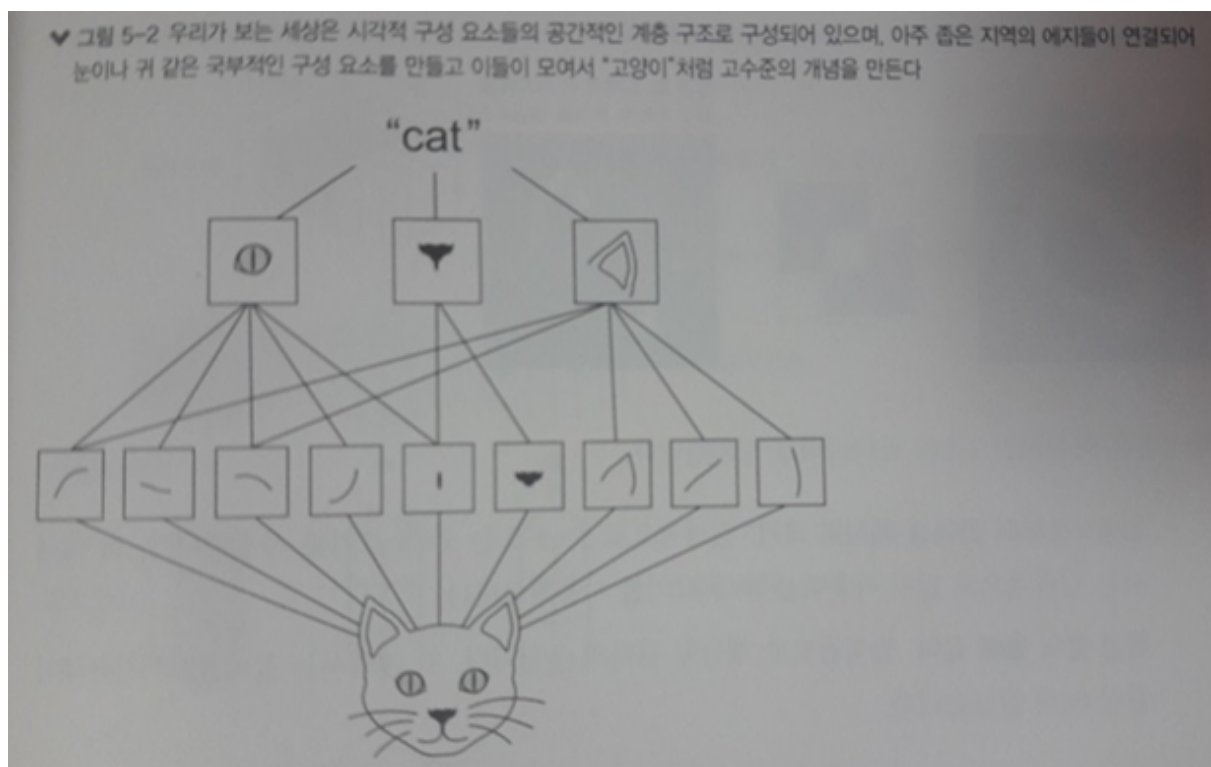 그림 5-2 우리가 보는 세상은 시각적 구성 요소들의 공간적인 계층 구조로 구성되어 있으며, 아주 좁은 지역의 에지들이 연결되어
눈이나 귀 같은 국부적인 구성 요소를 만들고 이들이 모여서 “고양이”처럼 고수준의 개념을 만든다
“cat”